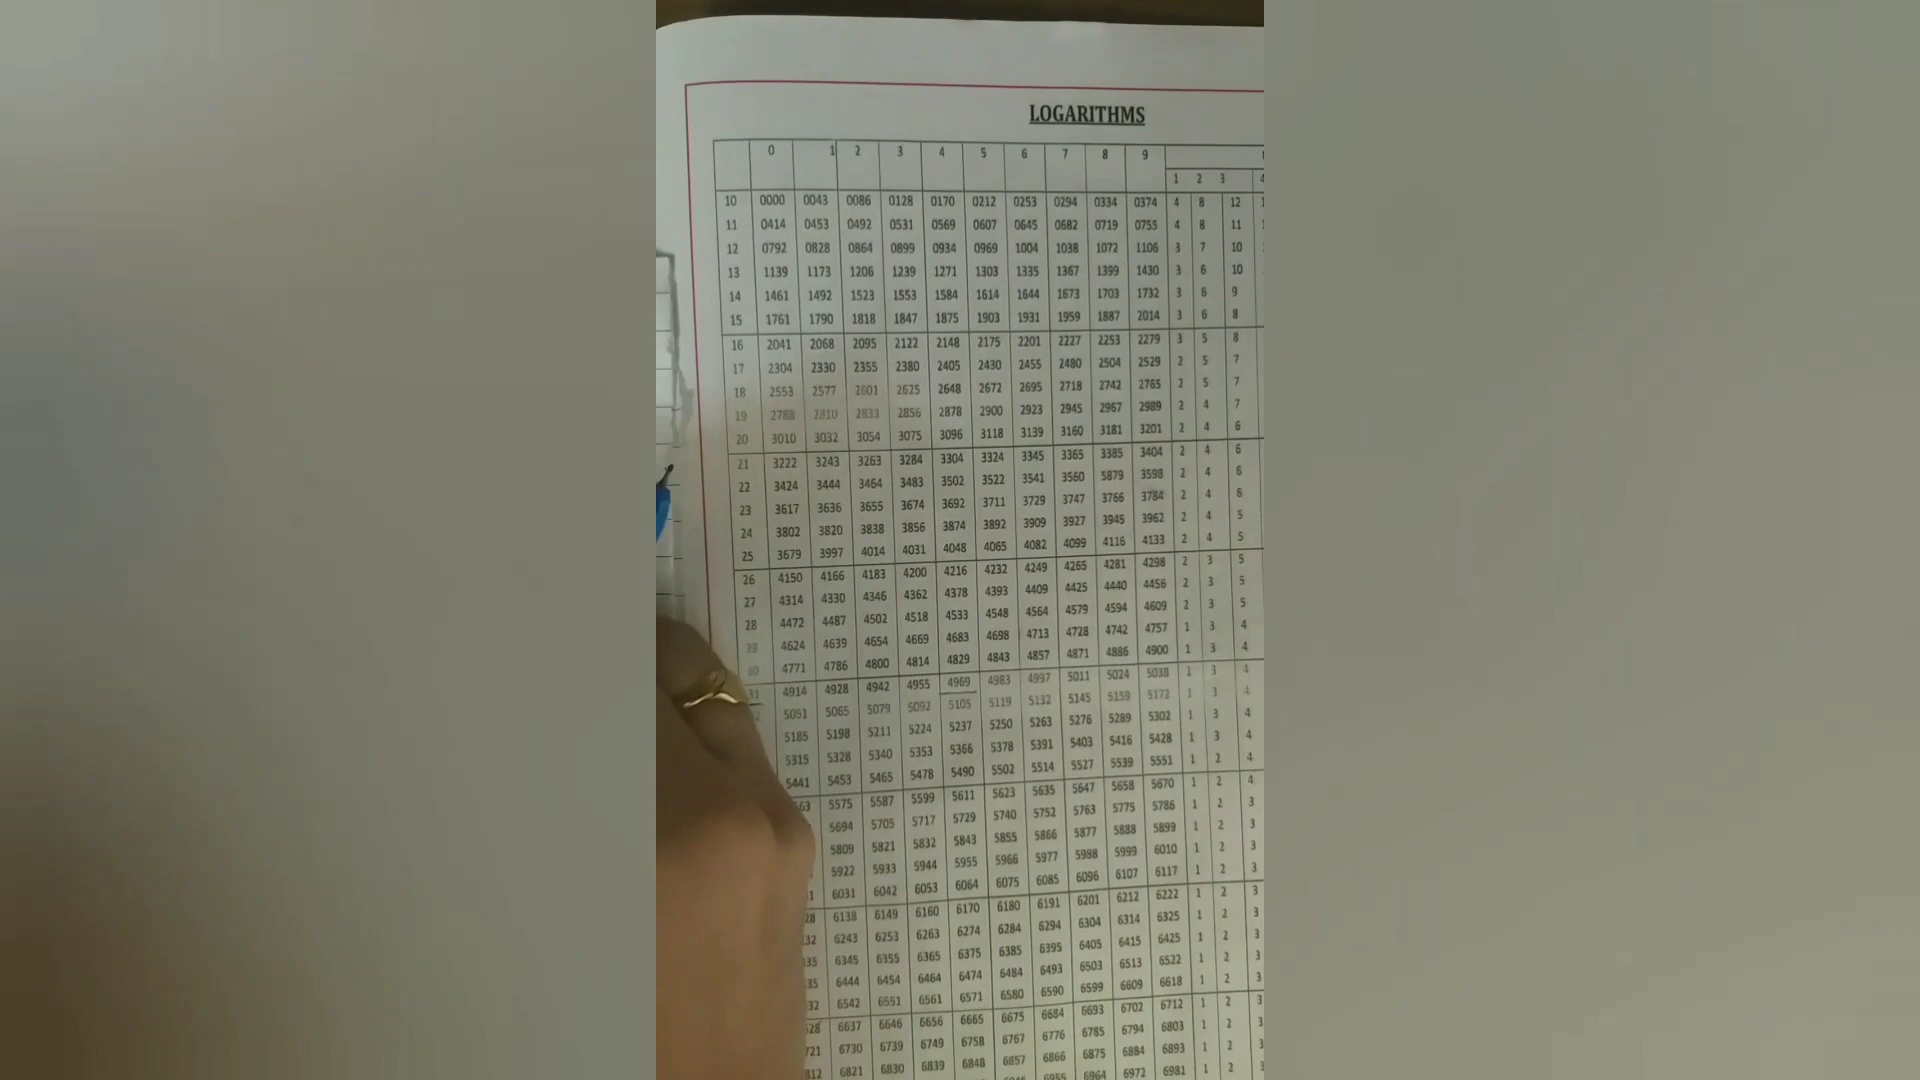 LOGARITHMS
0 1 2 3 4 5 6 7 8 9
1 2 3
10 0000 0043 0086 0128 0170 0212 0253 0294 0334 0374 4 8 12
11 0414 0453 0492 0531 0569 0607 0645 0682 0719 0755 4 8 11
12 0792 0828 0864 0899 0934 0969 1004 1038 1072 1106 3 7 10
13 1139 1173 1206 1239 1271 1303 1335 1367 1399 1430 3 6 10
14 1461 1492 1523 1553 1584 1614 1644 1673 1703 1732 3 6 9
15 1761 1790 1818 1847 1875 1903 1931 1959 1887 2014 3 6 8
16 2041 2068 2095 2122 2148 2175 2201 2227 2253 2279 3 5 8
17 2304 2330 2355 2380 2405 2430 2455 2480 2504 2529 2 5 7
18 2553 2577 2601 2625 2648 2672 2695 2718 2742 2765 2 5 7
19 2788 2810 2833 2856 2878 2900 2923 2945 2967 2989 2 4 7
20 3010 3032 3054 3075 3096 3118 3139 3160 3181 3201 2 4 6
21 3222 3243 3263 3284 3304 3324 3345 3365 3385 3404 2 4 6
22 3424 3444 3464 3483 3502 3522 3541 3560 5879 3598 2 4 6
23 3617 3636 3655 3674 3692 3711 3729 3747 3766 3784 2 4 6
24 3802 3820 3838 3856 3874 3892 3909 3927 3945 3962 2 4 5
25 3679 3997 4014 4031 4048 4065 4082 4099 4116 4133 2 4 5
26 4150 4166 4183 4200 4216 4232 4249 4265 4281 4298 2 3 5
27 4314 4330 4346 4362 4378 4393 4409 4425 4440 4456 2 3 5
28 4472 4487 4502 4518 4533 4548 4564 4579 4594 4609 2 3 5
29 4624 4639 4654 4669 4683 4698 4713 4728 4742 4757 1 3 4
4771 4786 4800 4814 4829 4843 4857 4871 4886 4900 1 3 4
4914 4928 4942 4955 4969 4983 4997 5011 5024 5038 1 3 4
5051 5065 5079 5092 5105 5119 5132 5145 5159 5172 1 3 4
5185 5198 5211 5224 5237 5250 5263 5276 5289 5302 1 3 4
5315 5328 5340 5353 5366 5378 5391 5403 5416 5428 1 3 4
5441 5453 5465 5478 5490 5502 5514 5527 5539 5551 1 2 4
63 5575 5587 5599 5611 5623 5635 5647 5658 5670 1 2 4
5694 5705 5717 5729 5740 5752 5763 5775 5786 1 2 3
5809 5821 5832 5843 5855 5866 5877 5888 5899 1 2 3
5922 5933 5944 5955 5966 5977 5988 5999 6010 1 2 3
1 6031 6042 6053 6064 6075 6085 6096 6107 6117 1 2 3
28 6138 6149 6160 6170 6180 6191 6201 6212 6222 1 2 3
32 6243 6253 6263 6274 6284 6294 6304 6314 6325 1 2 3
35 6345 6355 6365 6375 6385 6395 6405 6415 6425 1 2 3
35 6444 6454 6464 6474 6484 6493 6503 6513 6522 1 2 3
32 6542 6551 6561 6571 6580 6590 6599 6609 6618 1 2 3
28 6637 6646 6656 6665 6675 6684 6693 6702 6712 1 2 3
721 6730 6739 6749 6758 6767 6776 6785 6794 6803 1 2 3
812 6821 6830 6839 6848 6857 6866 6875 6884 6893 1 2 3
6964 6972 6981 1 2